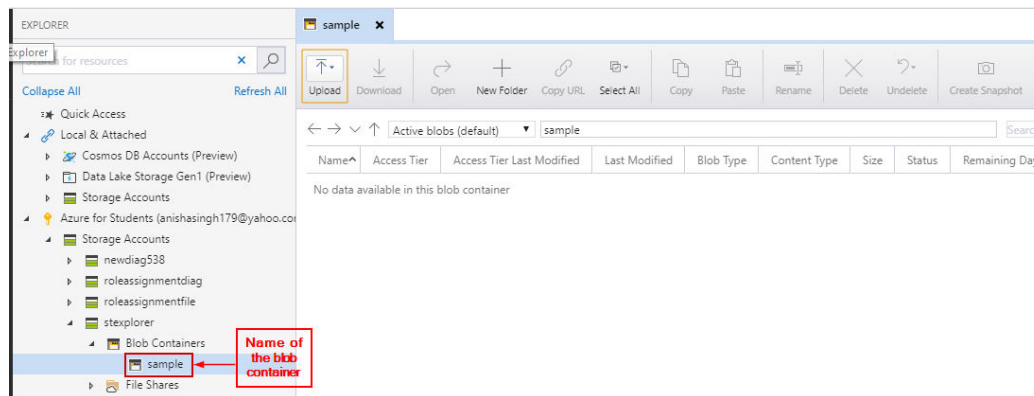 EXPLORER
xplorer
search for resources
Collapse All Refresh All
Quick Access
Local & Attached
Cosmos DB Accounts (Preview)
Data Lake Storage Gen1 (Preview)
Storage Accounts
Azure for Students (anishasingh179@yahoo.com
Storage Accounts
newdiag538
roleassignmentdiag
roleassignmentfile
stexplorer
Blob Containers
sample
File Shares
Name of
the blob
container
sample
Upload Download Open New Folder Copy URL Select All Copy Paste Rename Delete Undelete Create Snapshot
Active blobs (default) sample Searc
Name Access Tier Access Tier Last Modified Last Modified Blob Type Content Type Size Status Remaining Day
No data available in this blob container